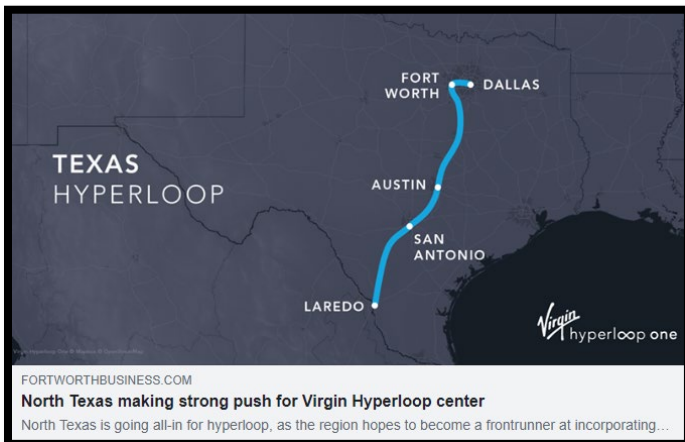 FORT
WORTH
DALLAS
TEXAS
HYPERLOOP
AUSTIN
SAN
ANTONIO
LAREDO
Virgin
hyperloop one
FORTWORTHBUSINESS.COM
North Texas making strong push for Virgin Hyperloop center
North Texas is going all-in for hyperloop, as the region hopes to become a frontrunner at incorporating…